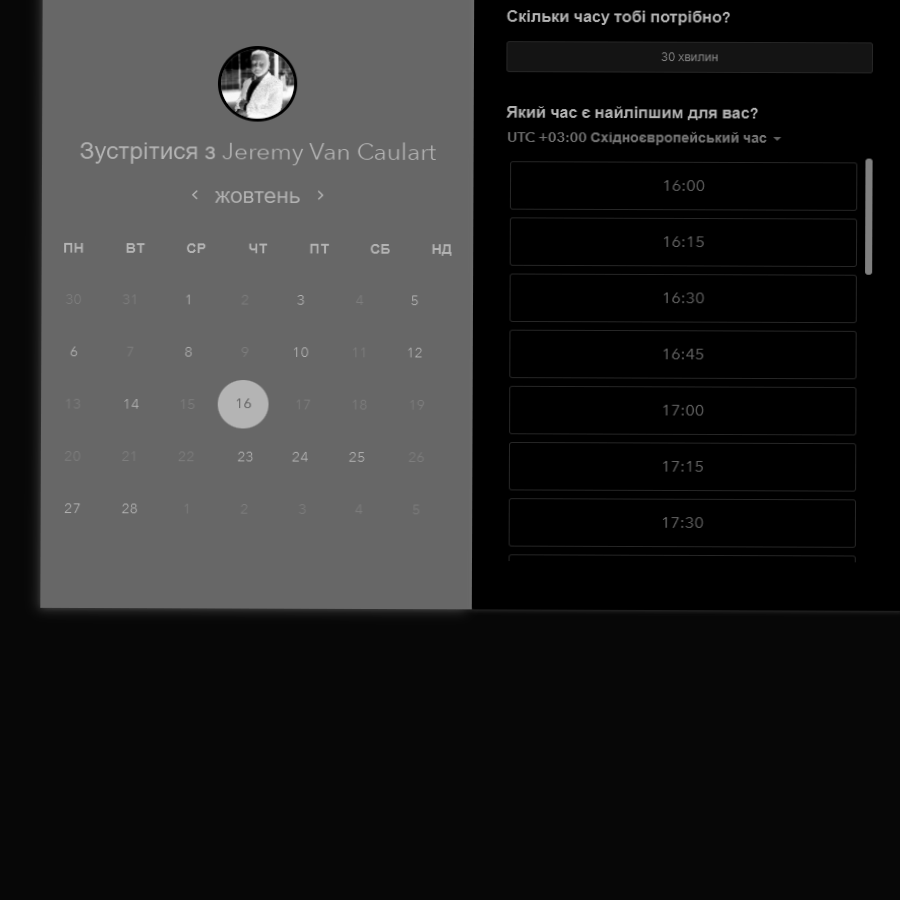 Зустрітися з Jeremy Van Caulart
жовтень
ПН ВТ СР ЧТ ПТ СБ НД
30 31 1 2 3 4 5
6 7 8 9 10 11 12
13 14 15 16 17 18 19
20 21 22 23 24 25 26
27 28 1 2 3 4 5
Скільки часу тобі потрібно?
30 хвилин
Який час є найліпшим для вас?
UTC +03:00 Східноєвропейський час
16:00
16:15
16:30
16:45
17:00
17:15
17:30